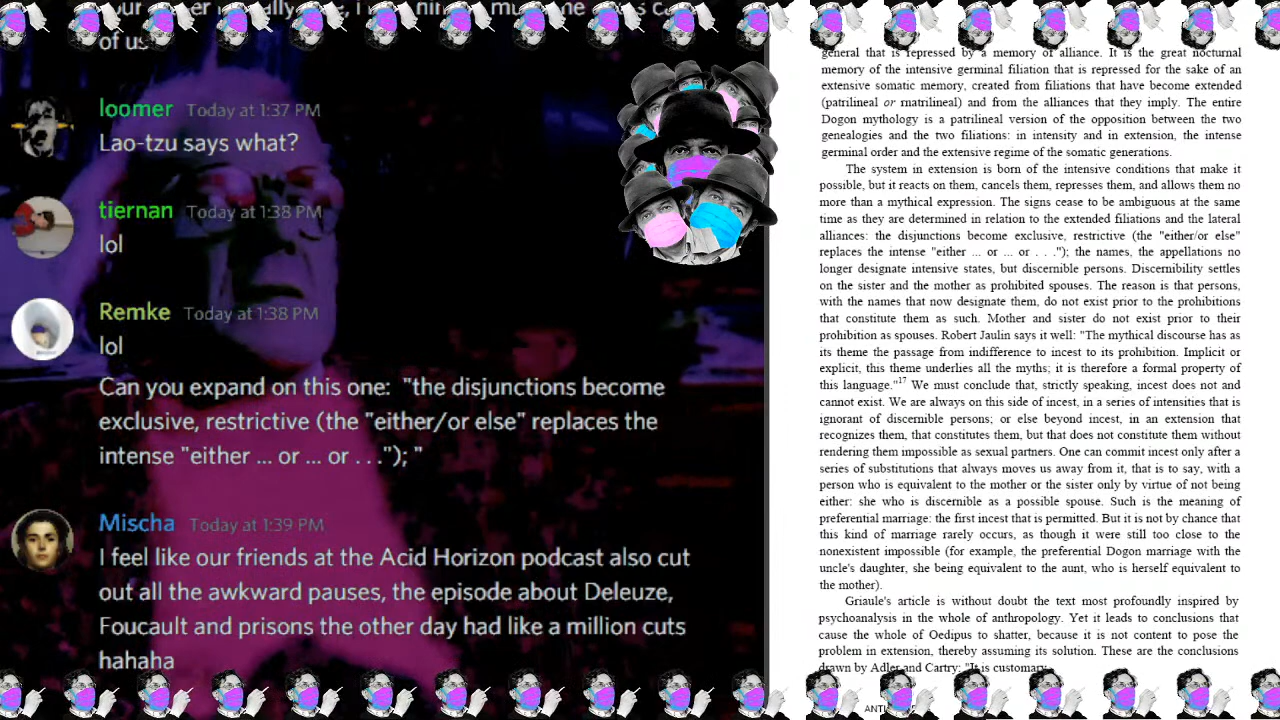 of us
loomer Today at 1:37 PM
Lao-tzu says what?
tiernan Today at 1:38 PM
lol
Remke Today at 1:38 PM
lol
Can you expand on this one: "the disjunctions become
exclusive, restrictive (the "either/or else" replaces the
intense "either ... or ... or . . ."); "
Mischa Today at 1:39 PM
I feel like our friends at the Acid Horizon podcast also cut
out all the awkward pauses, the episode about Deleuze,
Foucault and prisons the other day had like a million cuts
hahaha
general that is repressed by a memory of alliance. It is the great nocturnal
memory of the intensive germinal filiation that is repressed for the sake of an
extensive somatic memory, created from filiations that have become extended
(patrilineal or rnatrilineal) and from the alliances that they imply. The entire
Dogon mythology is a patrilineal version of the opposition between the two
genealogies and the two filiations: in intensity and in extension, the intense
germinal order and the extensive regime of the somatic generations.
The system in extension is born of the intensive conditions that make it
possible, but it reacts on them, cancels them, represses them, and allows them no
more than a mythical expression. The signs cease to be ambiguous at the same
time as they are determined in relation to the extended filiations and the lateral
alliances: the disjunctions become exclusive, restrictive (the "either/or else"
replaces the intense "either ... or ... or . . ."); the names, the appellations no
longer designate intensive states, but discernible persons. Discernibility settles
on the sister and the mother as prohibited spouses. The reason is that persons,
with the names that now designate them, do not exist prior to the prohibitions
that constitute them as such. Mother and sister do not exist prior to their
prohibition as spouses. Robert Jaulin says it well: "The mythical discourse has as
its theme the passage from indifference to incest to its prohibition. Implicit or
explicit, this theme underlies all the myths; it is therefore a formal property of
this language."17 We must conclude that, strictly speaking, incest does not and
cannot exist. We are always on this side of incest, in a series of intensities that is
ignorant of discernible persons; or else beyond incest, in an extension that
recognizes them, that constitutes them, but that does not constitute them without
rendering them impossible as sexual partners. One can commit incest only after a
series of substitutions that always moves us away from it, that is to say, with a
person who is equivalent to the mother or the sister only by virtue of not being
either: she who is discernible as a possible spouse. Such is the meaning of
preferential marriage: the first incest that is permitted. But it is not by chance that
this kind of marriage rarely occurs, as though it were still too close to the
nonexistent impossible (for example, the preferential Dogon marriage with the
uncle's daughter, she being equivalent to the aunt, who is herself equivalent to
the mother).
Griaule's article is without doubt the text most profoundly inspired by
psychoanalysis in the whole of anthropology. Yet it leads to conclusions that
cause the whole of Oedipus to shatter, because it is not content to pose the
problem in extension, thereby assuming its solution. These are the conclusions
drawn by Adler and Cartry: "It is customary
ANTI